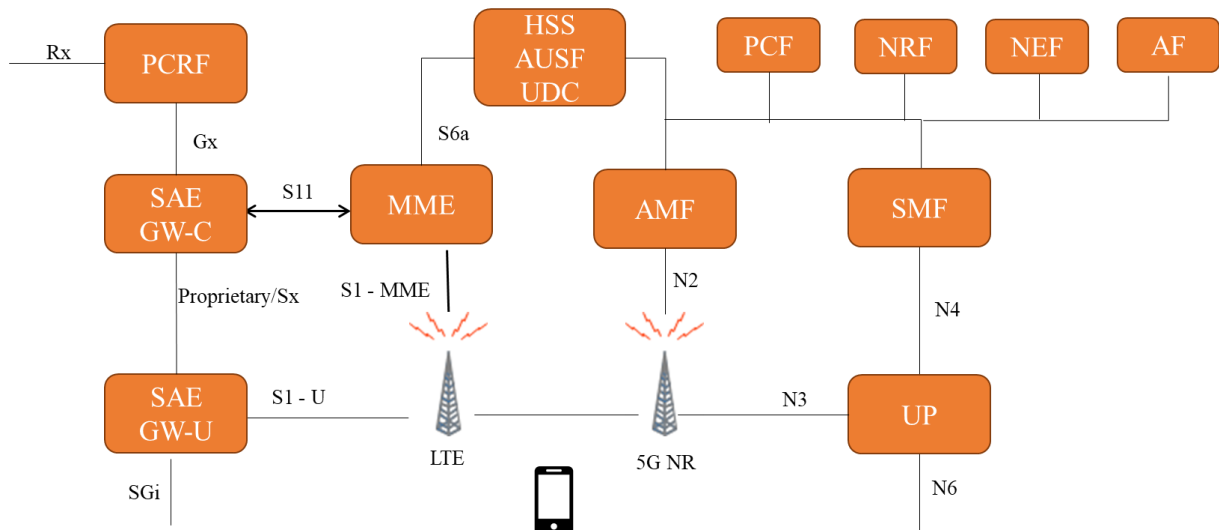 HSS
AUSF
UDC
PCF
NRF
NEF
AF
Rx
PCRF
Gx
S6a
SAE
GW-C
S11
MME
AMF
SMF
Proprietary/Sx
S1 - MME
N2
N4
SAE
GW-U
S1 - U
N3
UP
LTE
5G NR
SGi
N6